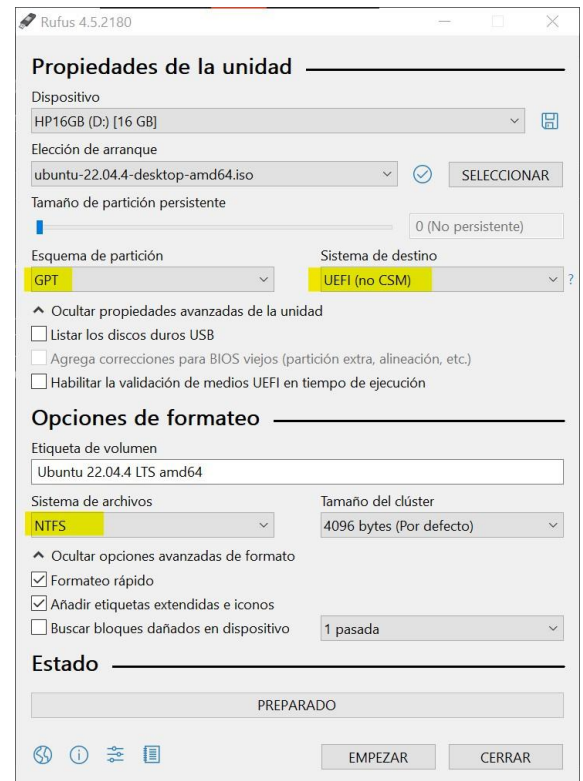 Rufus 4.5.2180
Propiedades de la unidad
Dispositivo
HP16GB (D:) [16 GB]
Elección de arranque
ubuntu-22.04.4-desktop-amd64.iso
SELECCIONAR
Tamaño de partición persistente
0 (No persistente)
Esquema de partición
Sistema de destino
GPT
UEFI (no CSM)
?
Ocultar propiedades avanzadas de la unidad
Listar los discos duros USB
Agrega correcciones para BIOS viejos (partición extra, alineación, etc.)
Habilitar la validación de medios UEFI en tiempo de ejecución
Opciones de formateo
Etiqueta de volumen
Ubuntu 22.04.4 LTS amd64
Sistema de archivos
Tamaño del clúster
NTFS
4096 bytes (Por defecto)
Ocultar opciones avanzadas de formato
Formateo rápido
Añadir etiquetas extendidas e iconos
Buscar bloques dañados en dispositivo
1 pasada
Estado
PREPARADO
EMPEZAR
CERRAR